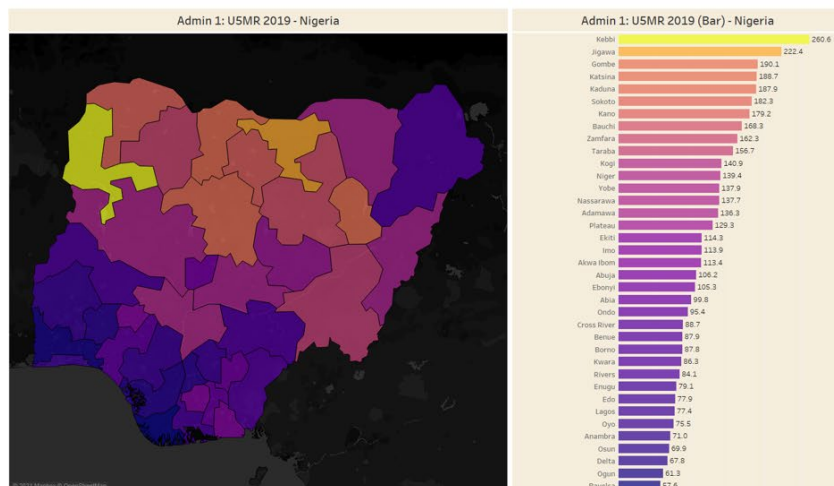 Admin 1: U5MR 2019 - Nigeria
Admin 1: U5MR 2019 (Bar) - Nigeria
Kebbi 260.6
Jigawa 222.4
Gombe 190.1
Katsina 188.7
Kaduna 187.9
Sokoto 182.3
Kano 179.2
Bauchi 168.3
Zamfara 162.3
Taraba 156.7
Kogi 140.9
Niger 139.4
Yobe 137.9
Nassarawa 137.7
Adamawa 136.3
Plateau 129.3
Ekiti 114.3
Imo 113.9
Akwa Ibom 113.4
Abuja 106.2
Ebonyi 105.3
Abia 99.8
Ondo 95.4
Cross River 88.7
Benue 87.9
Borno 87.8
Kwara 86.3
Rivers 84.1
Enugu 79.1
Edo 77.9
Lagos 77.4
Oyo 75.5
Anambra 71.0
Osun 69.9
Delta 67.8
Ogun 61.3